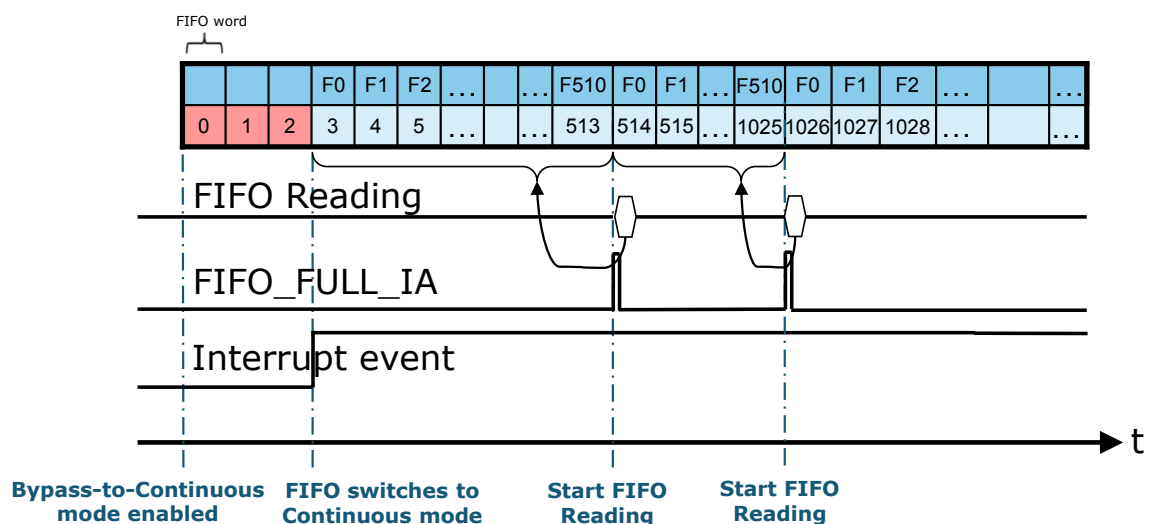 FIFO word
F0 F1 F2 ... ... F510 F0 F1 ... F510 F0 F1 F2 ... ...
0 1 2 3 4 5 ... ... 513 514 515 ... 1025 1026 1027 1028 ... ...
FIFO Reading
FIFO_FULL_IA
Interrupt event
t
Bypass-to-Continuous
mode enabled
FIFO switches to
Continuous mode
Start FIFO
Reading
Start FIFO
Reading